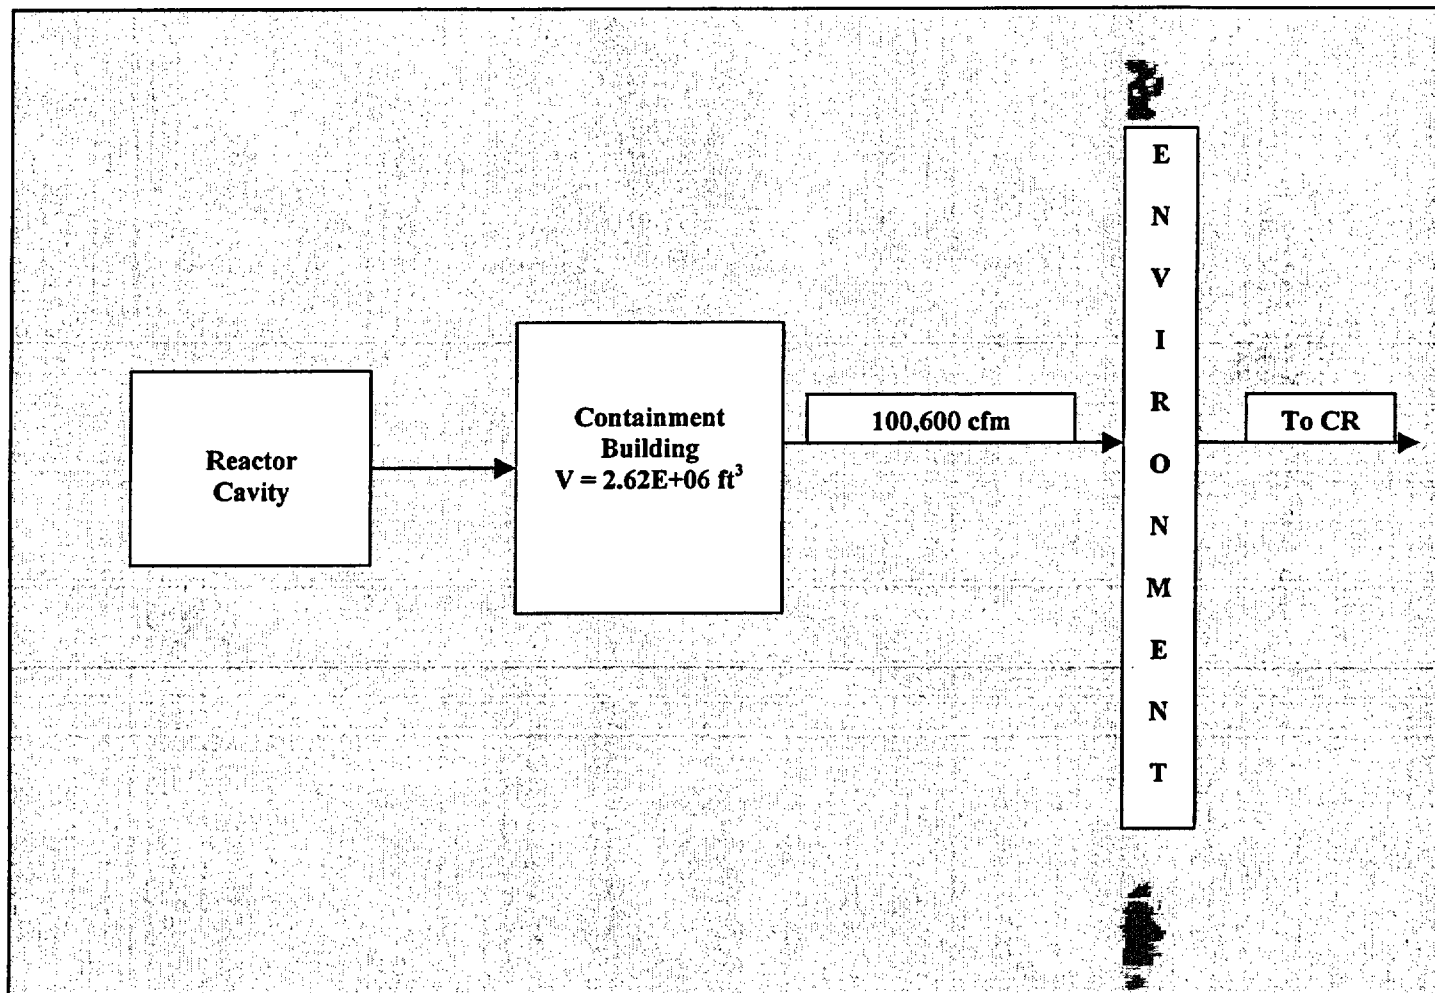 Reactor
Cavity
Containment
Building
V = 2.62E+06 ft³
100,600 cfm
E
N
V
I
R
O
N
M
E
N
T
To CR